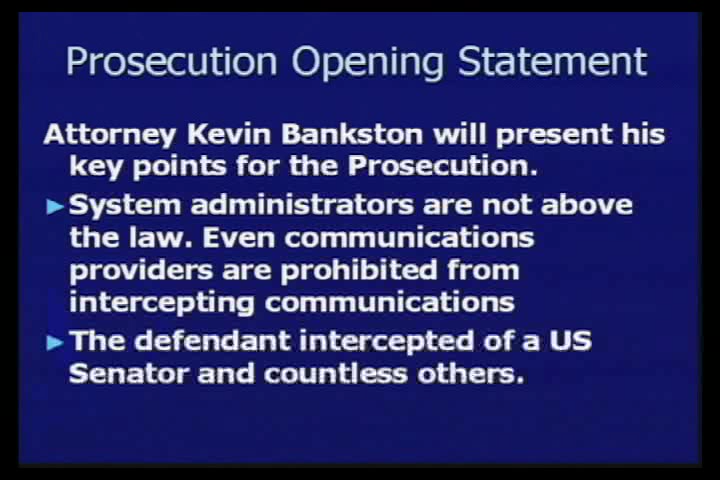 Prosecution Opening Statement
Attorney Kevin Bankston will present his
key points for the Prosecution.
►System administrators are not above
the law. Even communications
providers are prohibited from
intercepting communications
►The defendant intercepted of a US
Senator and countless others.